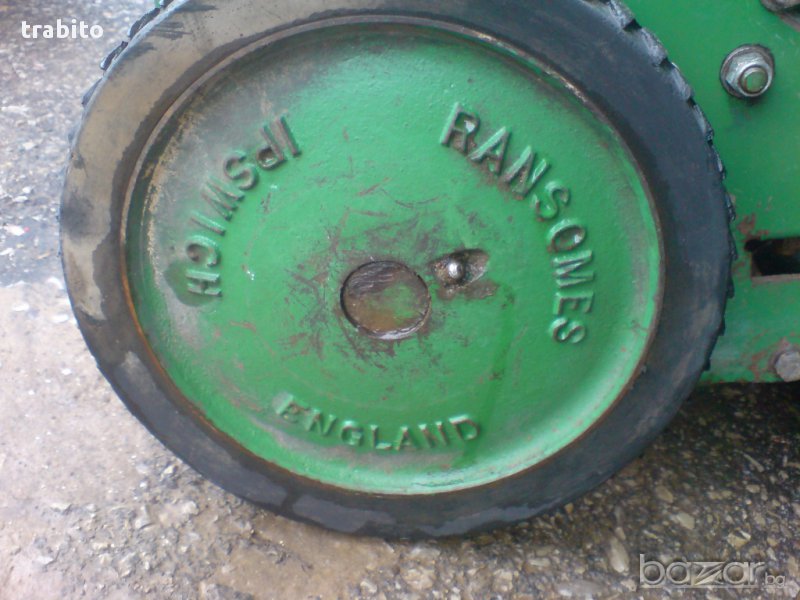 trabito
RANSOMES
IPSWICH
ENGLAND
bazar.bg